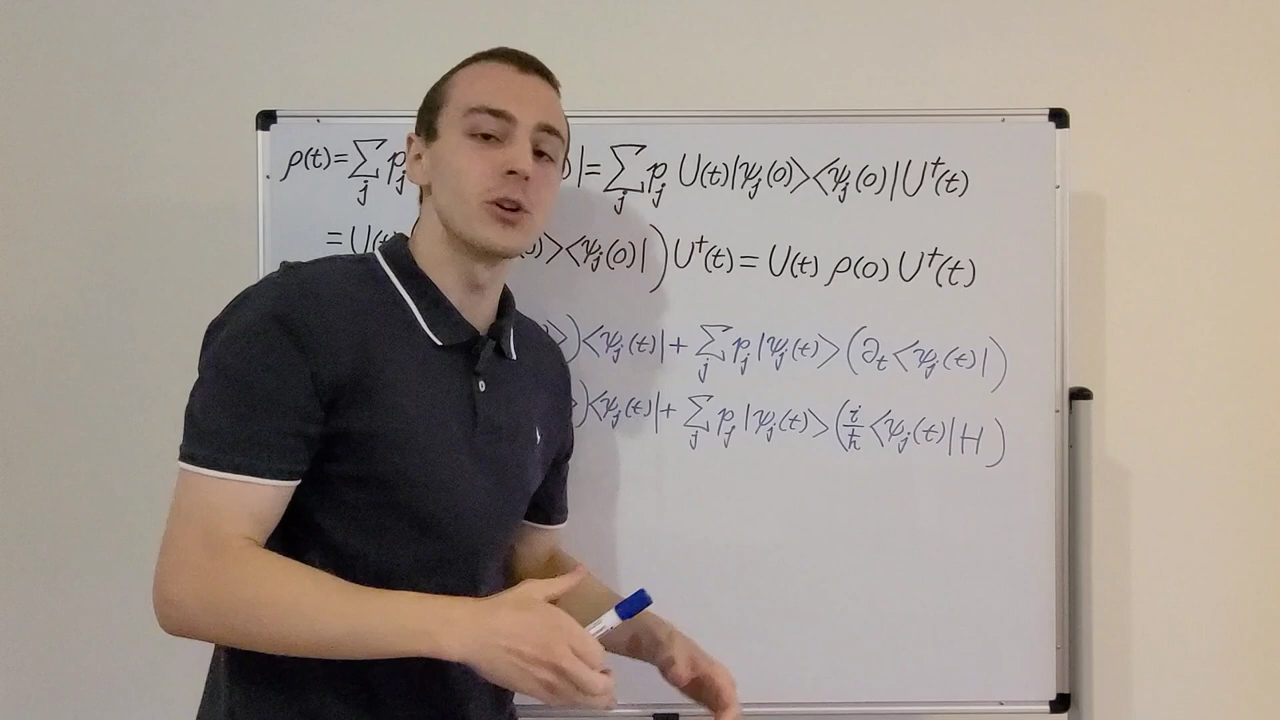 ρ(t)=∑_j p_j |=∑_j p_j U(t)|ψ_j(0)><ψ_j(0)|U†(t)
=U(t) ><ψ_j(0)|)U†(t)=U(t) ρ(0) U†(t)
>)<ψ_j(t)|+∑_j p_j|ψ_j(t)>(∂_t<ψ_j(t)|)
>)<ψ_j(t)|+∑_j p_j|ψ_j(t)>(i/ħ<ψ_j(t)|H)